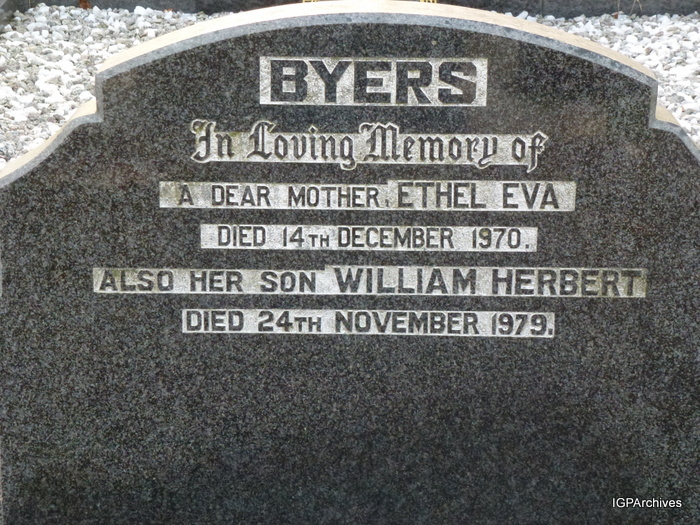 BYERS
In Loving Memory of
A DEAR MOTHER, ETHEL EVA
DIED 14TH DECEMBER 1970.
ALSO HER SON WILLIAM HERBERT
DIED 24TH NOVEMBER 1979.
IGPArchives